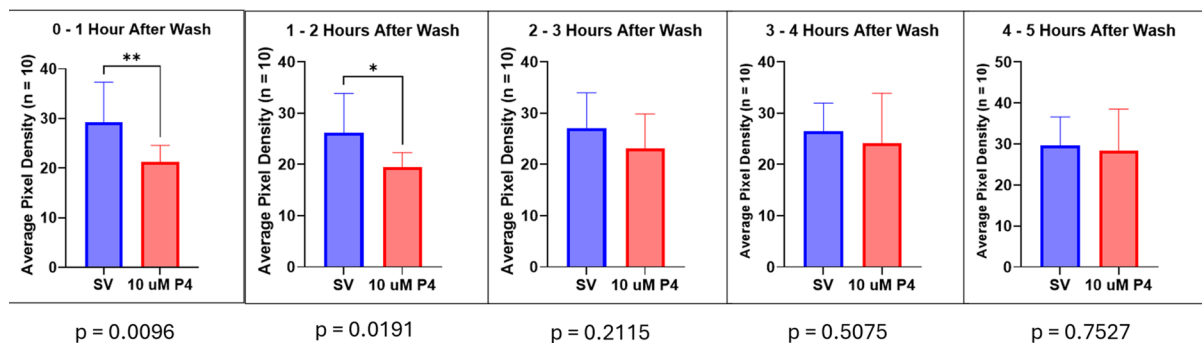 0 - 1 Hour After Wash
Average Pixel Density (n = 10)
40
30
20
10
0
**
SV 10 uM P4
p = 0.0096
1 - 2 Hours After Wash
Average Pixel Density (n = 10)
40
30
20
10
0
*
SV 10 uM P4
p = 0.0191
2 - 3 Hours After Wash
Average Pixel Density (n = 10)
40
30
20
10
0
SV 10 uM P4
p = 0.2115
3 - 4 Hours After Wash
Average Pixel Density (n = 10)
40
30
20
10
0
SV 10 uM P4
p = 0.5075
4 - 5 Hours After Wash
Average Pixel Density (n = 10)
50
40
30
20
10
0
SV 10 uM P4
p = 0.7527